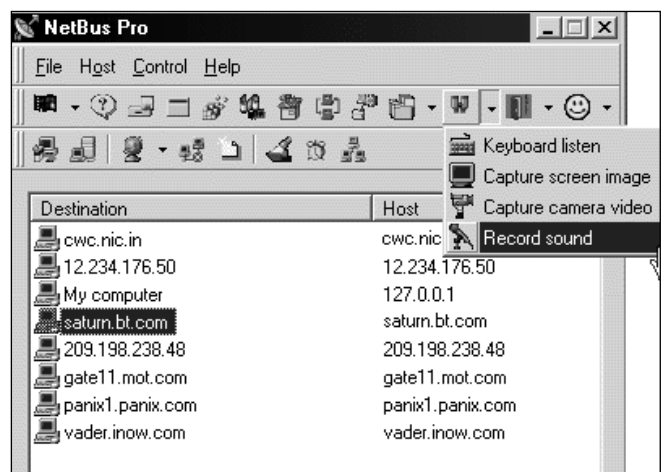 NetBus Pro
File Host Control Help
Keyboard listen
Capture screen image
Capture camera video
Record sound
Destination Host
cwc.nic.in cwc.nic
12.234.176.50 12.234.176.50
My computer 127.0.0.1
saturn.bt.com saturn.bt.com
209.198.238.48 209.198.238.48
gate11.mot.com gate11.mot.com
panix1.panix.com panix1.panix.com
vader.inow.com vader.inow.com